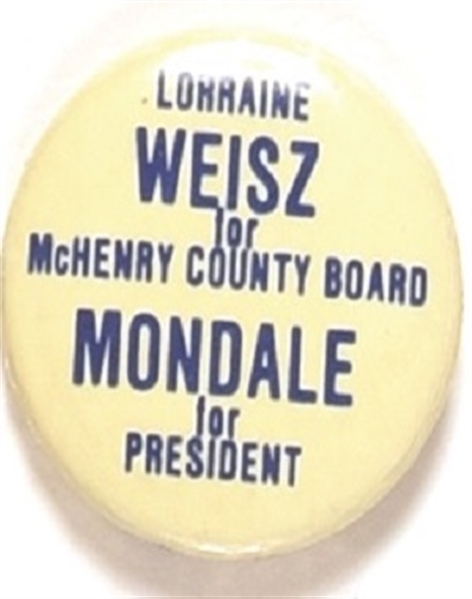 LORRAINE
WEISZ
for
McHENRY COUNTY BOARD
MONDALE
for
PRESIDENT